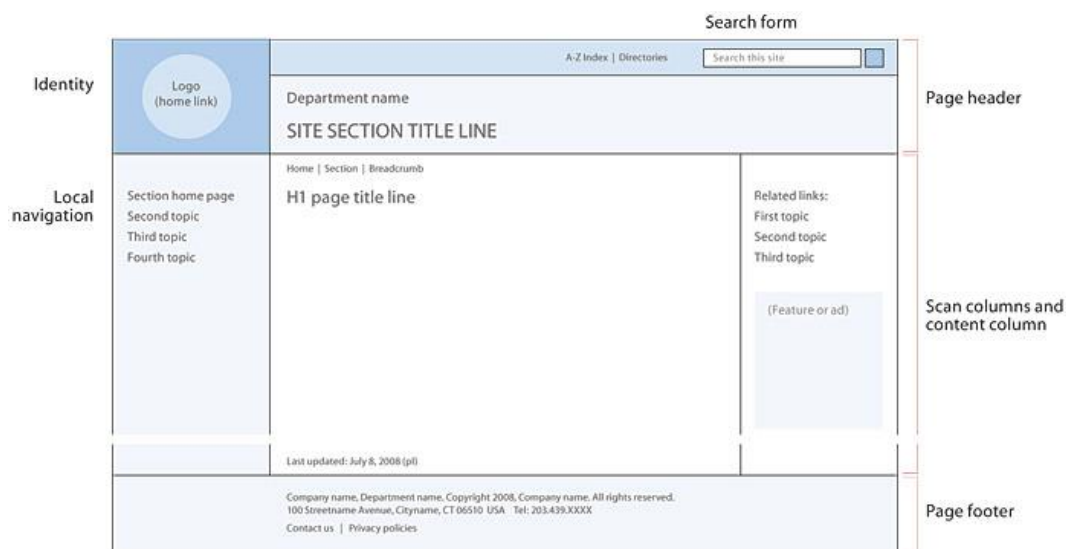 Search form
Identity
Logo
(home link)
A-Z Index | Directories
Search this site
Department name
SITE SECTION TITLE LINE
Page header
Local
navigation
Section home page
Second topic
Third topic
Fourth topic
Home | Section | Breadcrumb
H1 page title line
Related links:
First topic
Second topic
Third topic
(Feature or ad)
Scan columns and
content column
Last updated: July 8, 2008 (pl)
Company name, Department name, Copyright 2008, Company name. All rights reserved.
100 Streetname Avenue, Cityname, CT 06510 USA Tel: 203.439.XXXX
Contact us | Privacy policies
Page footer